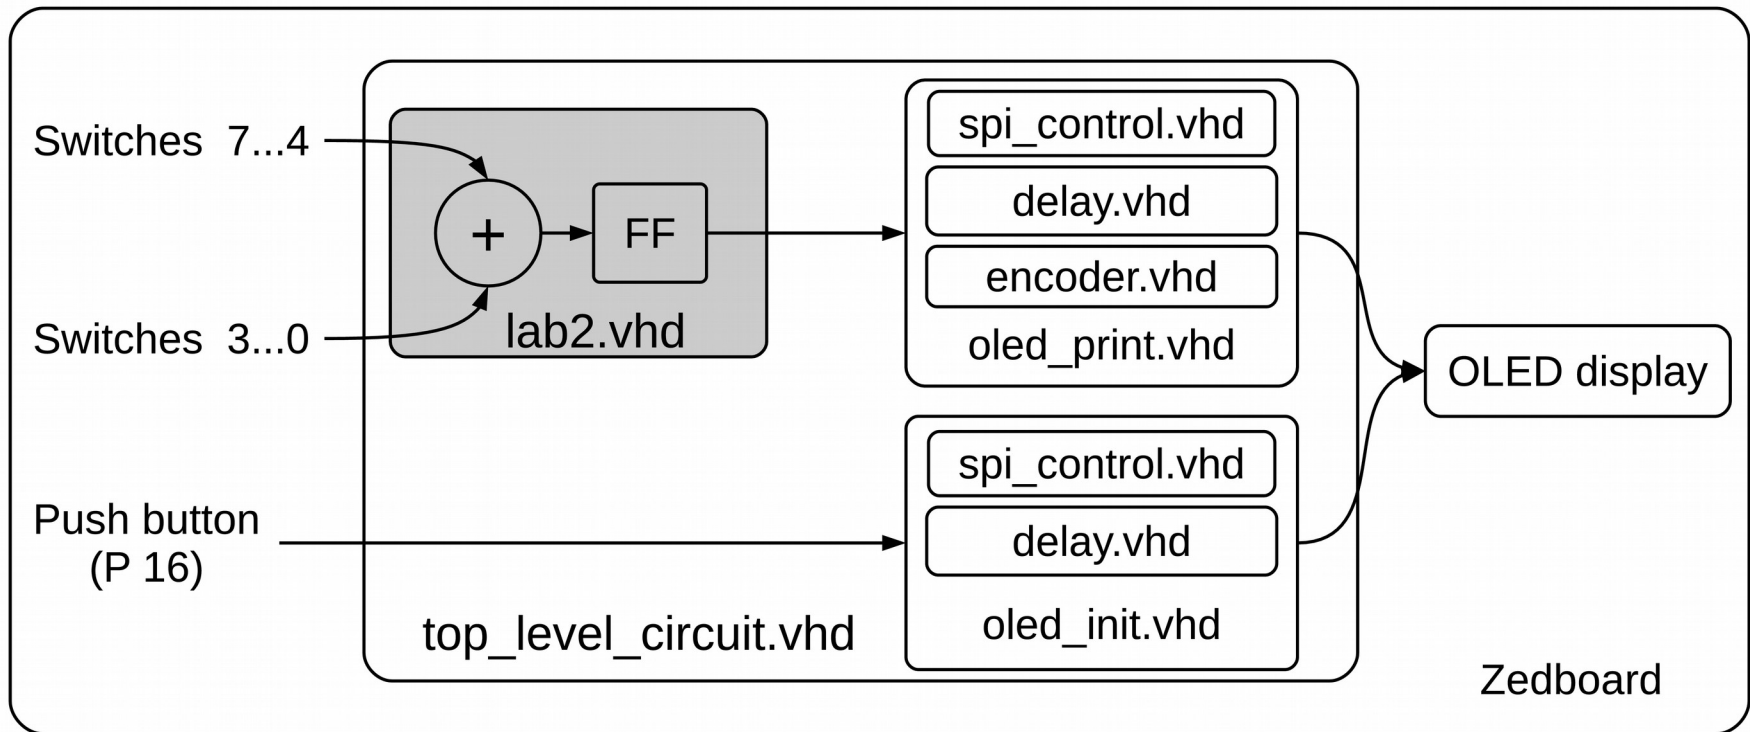 Switches 7...4
Switches 3...0
Push button
(P 16)
+
FF
lab2.vhd
top_level_circuit.vhd
spi_control.vhd
delay.vhd
encoder.vhd
oled_print.vhd
spi_control.vhd
delay.vhd
oled_init.vhd
OLED display
Zedboard